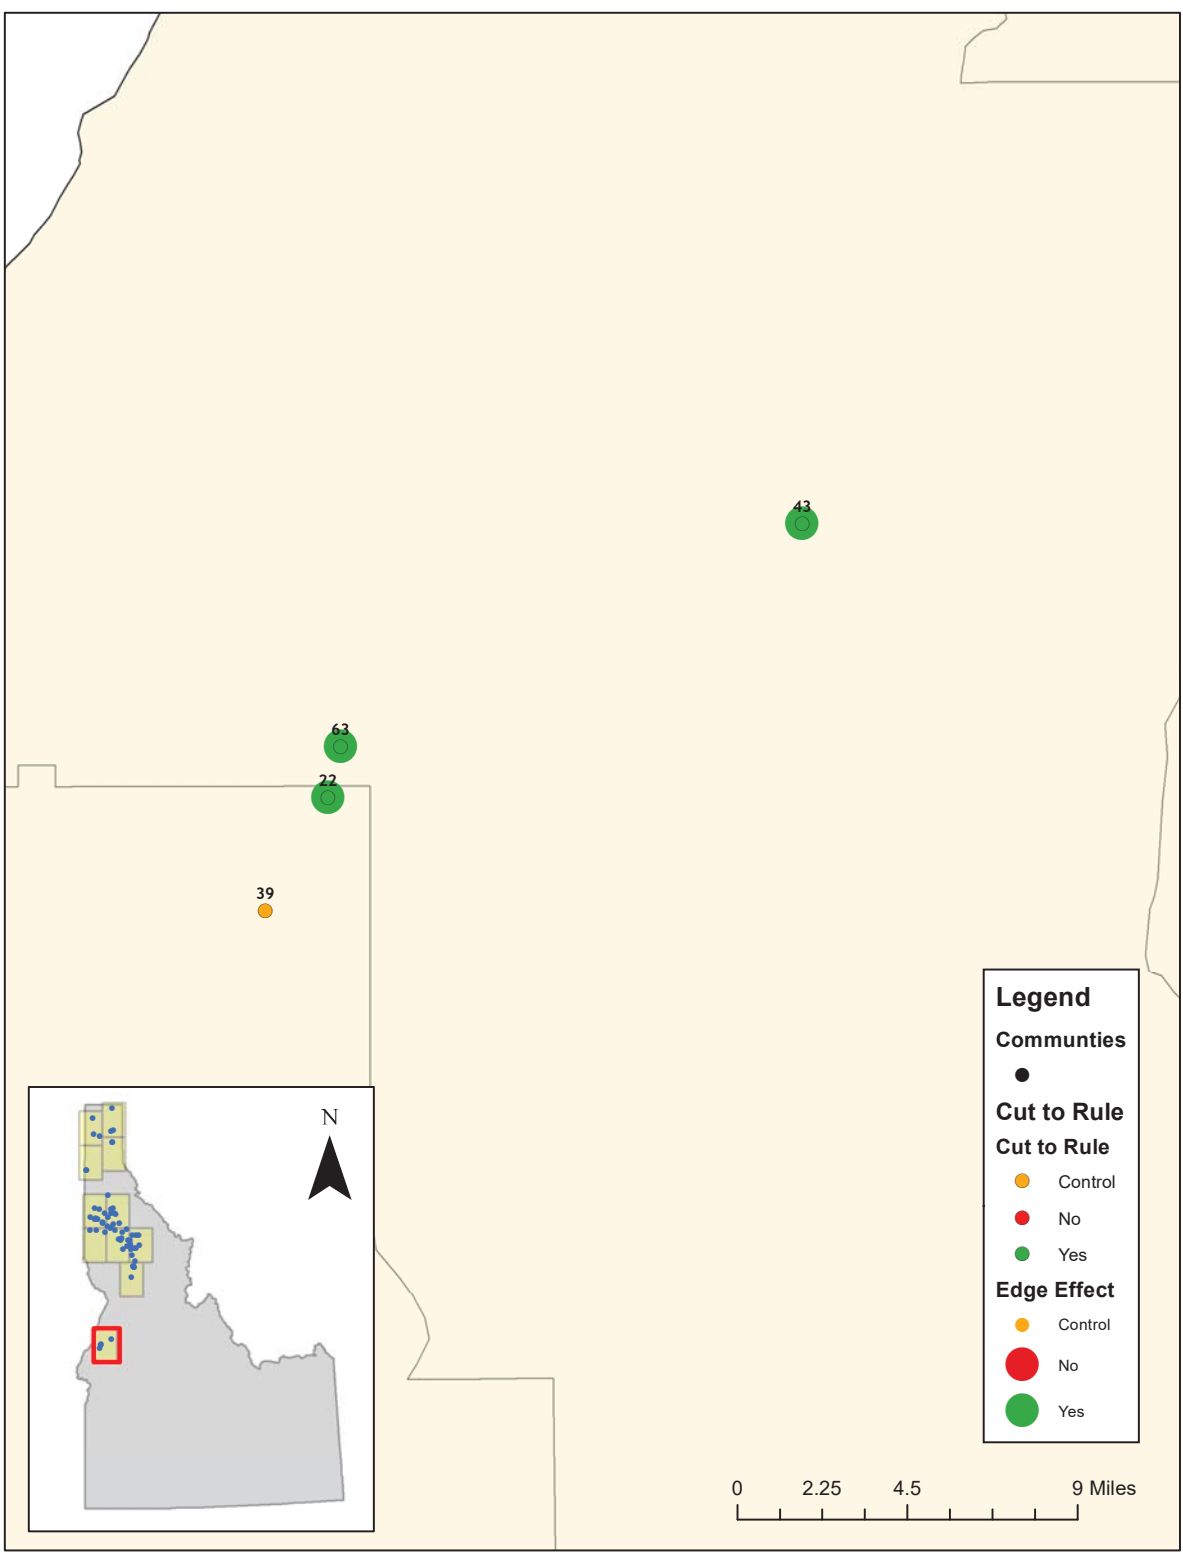 43
63
22
39
Legend
Communties
Cut to Rule
Cut to Rule
Control
No
Yes
Edge Effect
Control
No
Yes
N
0 2.25 4.5 9 Miles